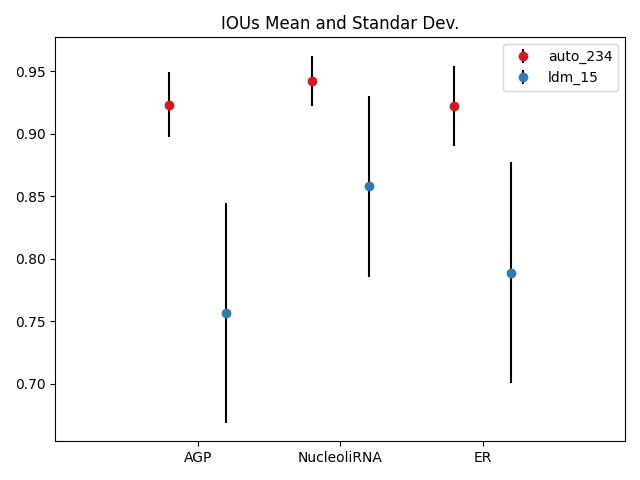 IOUs Mean and Standar Dev.
auto_234
ldm_15
0.95
0.90
0.85
0.80
0.75
0.70
AGP
NucleoliRNA
ER